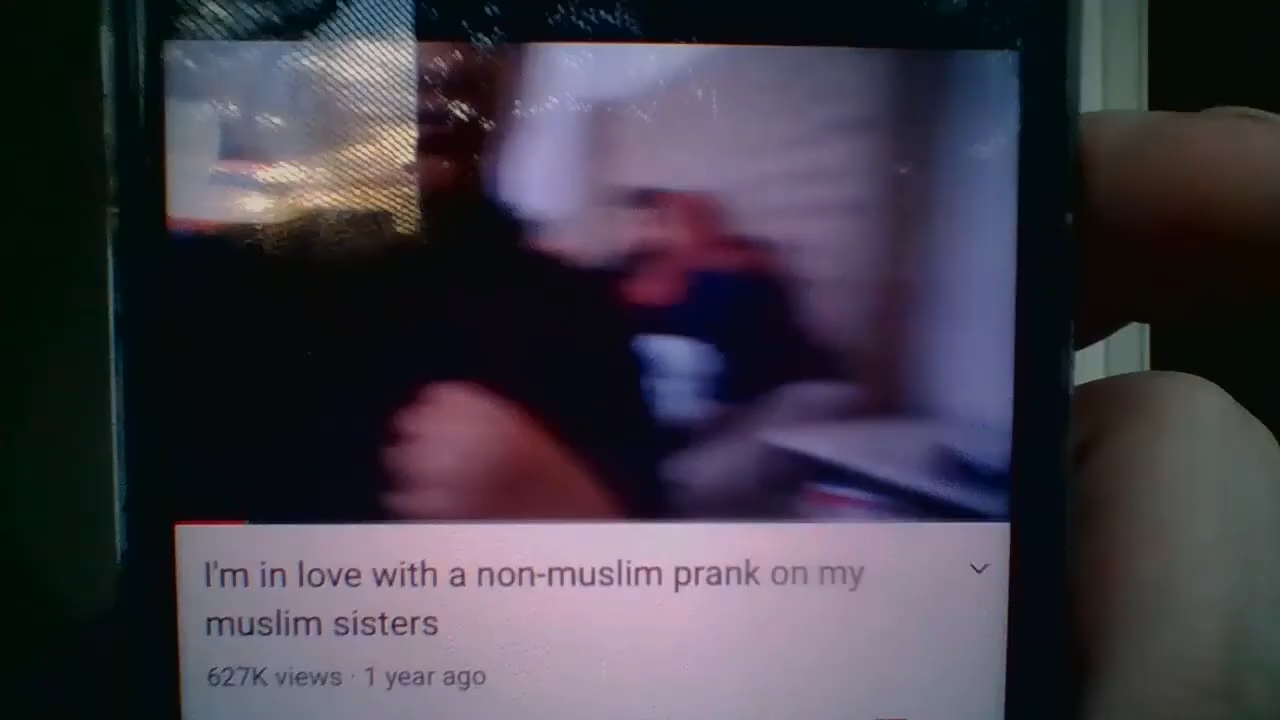 I'm in love with a non-muslim prank on my
muslim sisters
627K views · 1 year ago